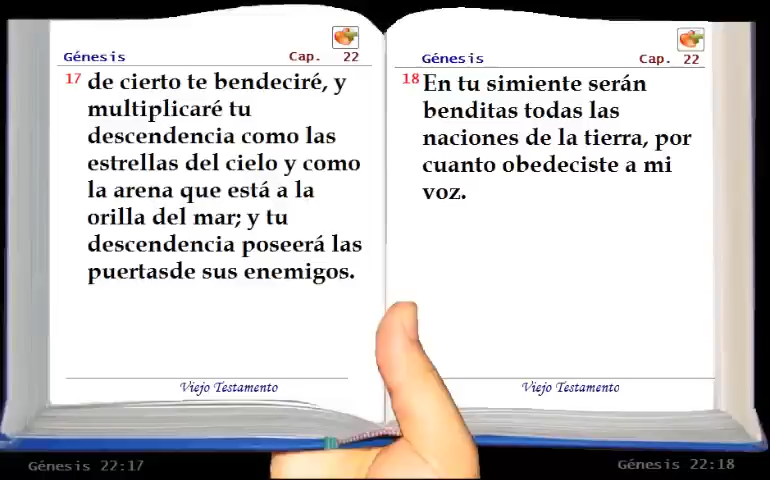 Génesis Cap. 22
17 de cierto te bendeciré, y
multiplicaré tu
descendencia como las
estrellas del cielo y como
la arena que está a la
orilla del mar; y tu
descendencia poseerá las
puertasde sus enemigos.
Viejo Testamento
Génesis 22:17
Génesis Cap. 22
18 En tu simiente serán
benditas todas las
naciones de la tierra, por
cuanto obedeciste a mi
voz.
Viejo Testamento
Génesis 22:18